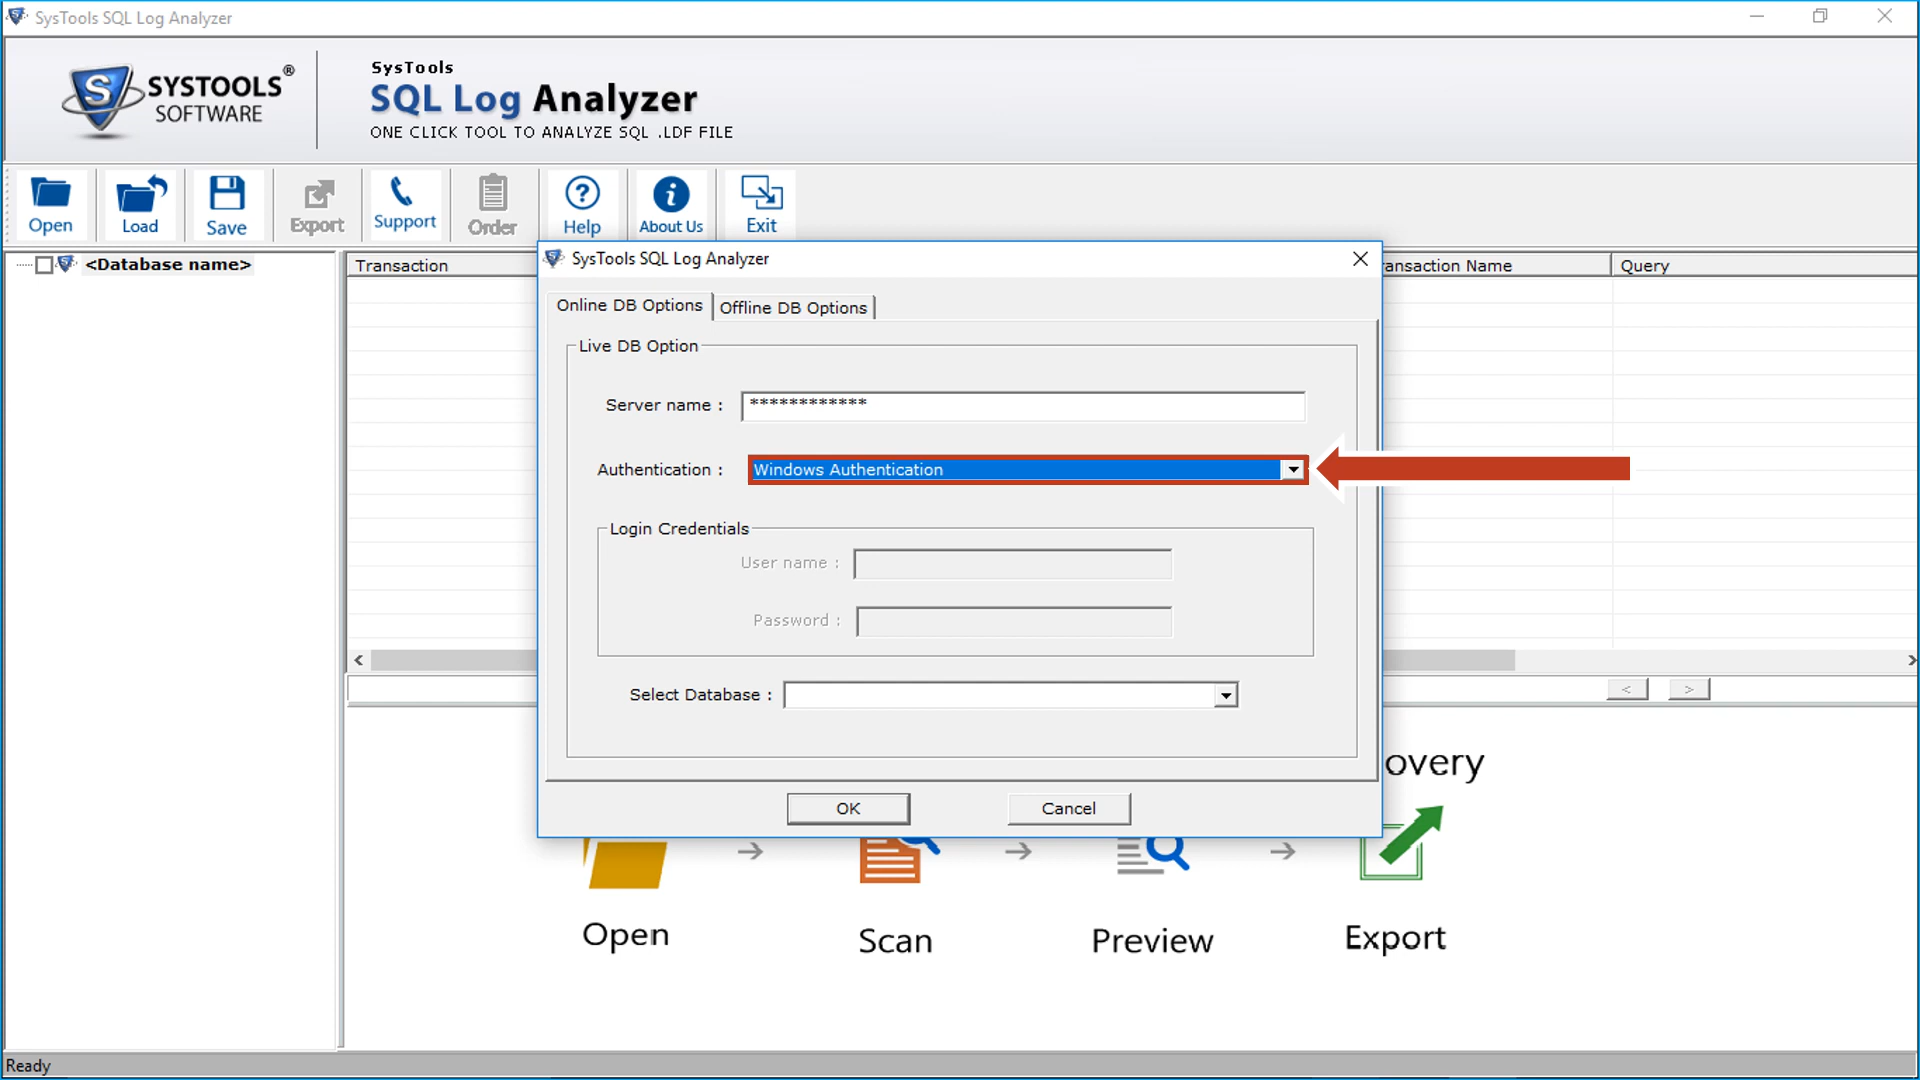 SysTools SQL Log Analyzer
SYSTOOLS®
SOFTWARE
SysTools
SQL Log Analyzer
ONE CLICK TOOL TO ANALYZE SQL .LDF FILE
Open
Load
Save
Export
Support
Order
Help
About Us
Exit
<Database name>
Transaction
ansaction Name
Query
SysTools SQL Log Analyzer
Online DB Options
Offline DB Options
Live DB Option
Server name :
************
Authentication :
Windows Authentication
Login Credentials
User name :
Password :
Select Database :
OK
Cancel
< >
overy
Open
Scan
Preview
Export
Ready